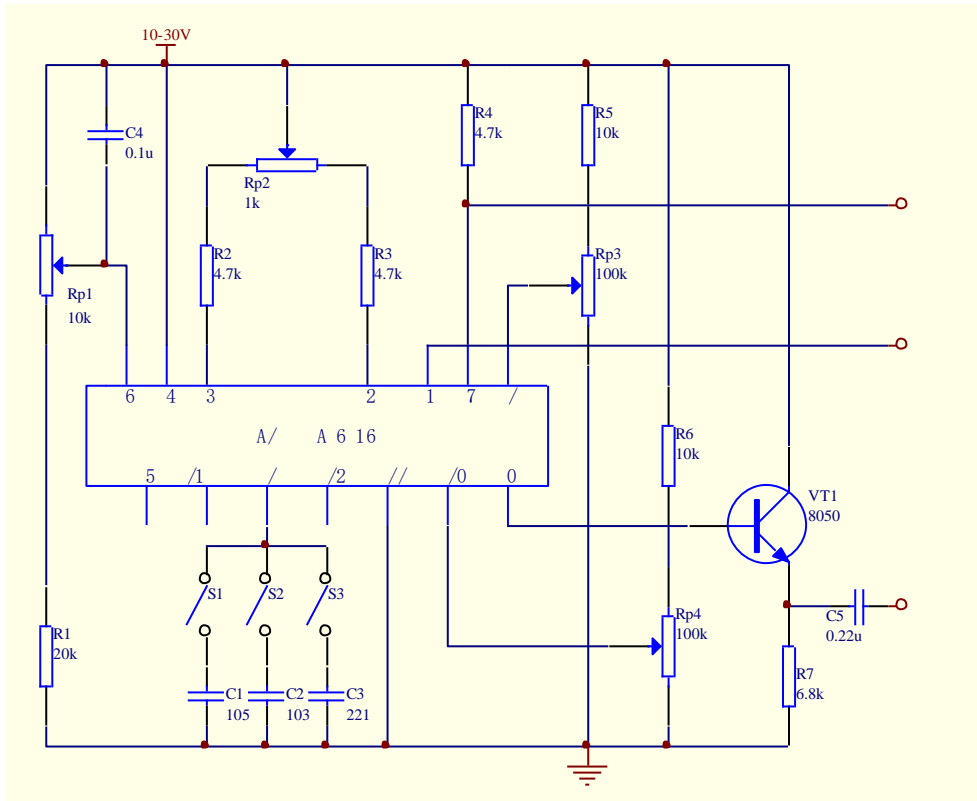 10-30V
C4
0.1u
R4
4.7k
R5
10k
Rp2
1k
R2
4.7k
R3
4.7k
Rp3
100k
Rp1
10k
6 4 3 2 1 7 /
A/ A 6 16
5 /1 / /2 // /0 0
R6
10k
VT1
8050
S1 S2 S3
R1
20k
Rp4
100k
C5
0.22u
R7
6.8k
C1
105
C2
103
C3
221